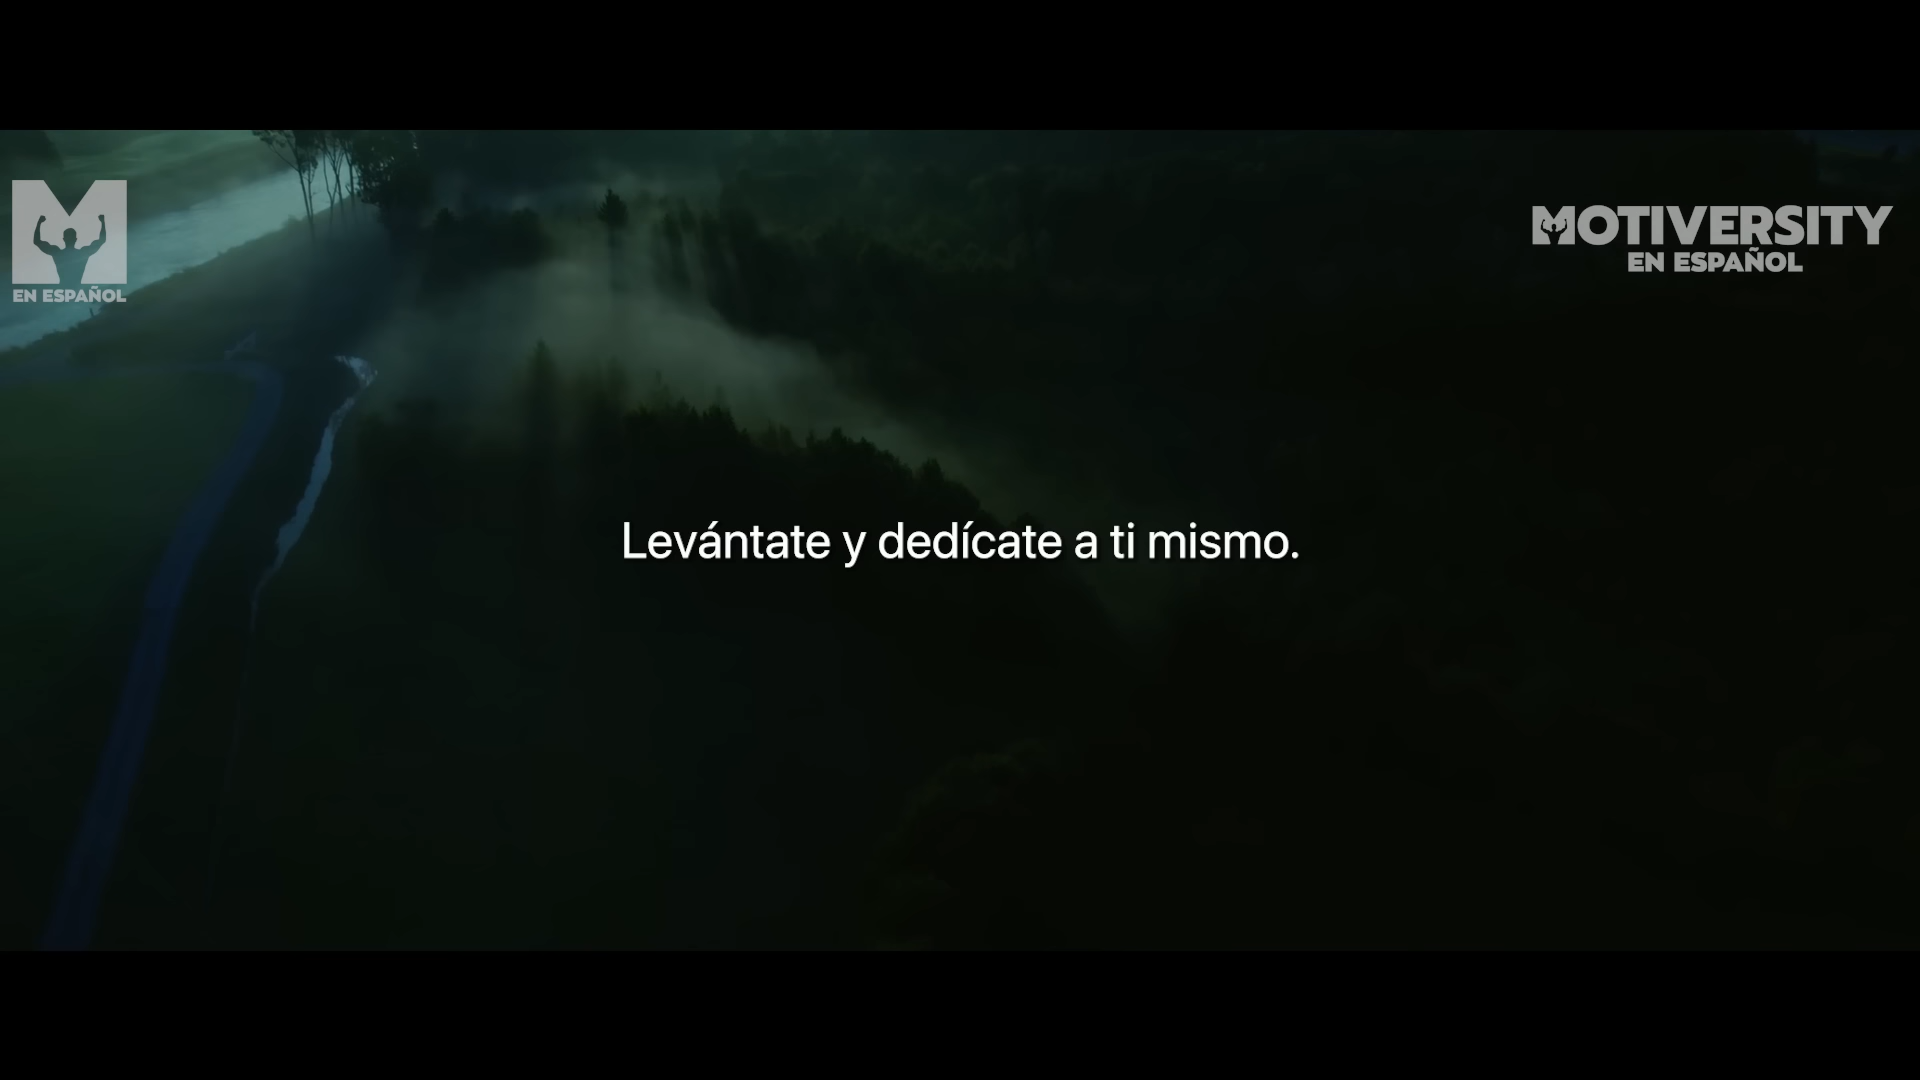 EN ESPAÑOL
MOTIVERSITY
EN ESPAÑOL
Levántate y dedícate a ti mismo.